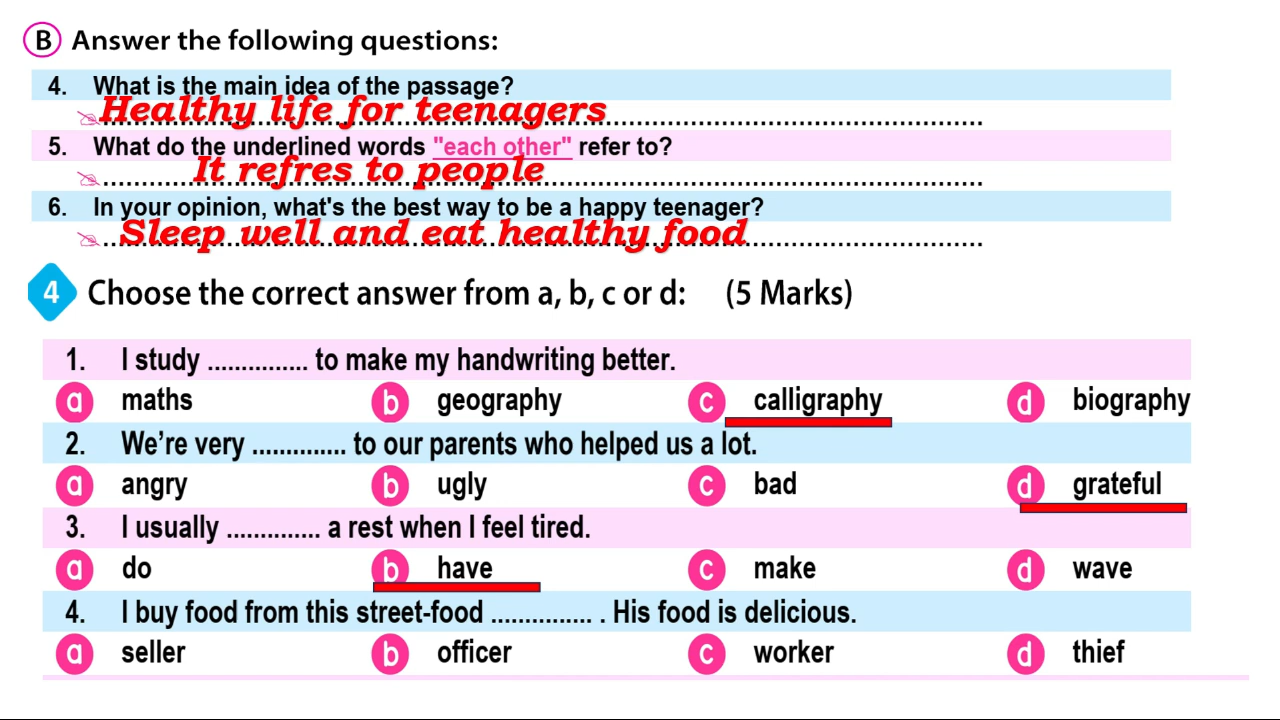 B Answer the following questions:
4. What is the main idea of the passage?
Healthy life for teenagers
5. What do the underlined words "each other" refer to?
It refres to people
6. In your opinion, what's the best way to be a happy teenager?
Sleep well and eat healthy food
4 Choose the correct answer from a, b, c or d: (5 Marks)
1. I study .............. to make my handwriting better.
a maths b geography c calligraphy d biography
2. We're very .............. to our parents who helped us a lot.
a angry b ugly c bad d grateful
3. I usually .............. a rest when I feel tired.
a do b have c make d wave
4. I buy food from this street-food ............... . His food is delicious.
a seller b officer c worker d thief